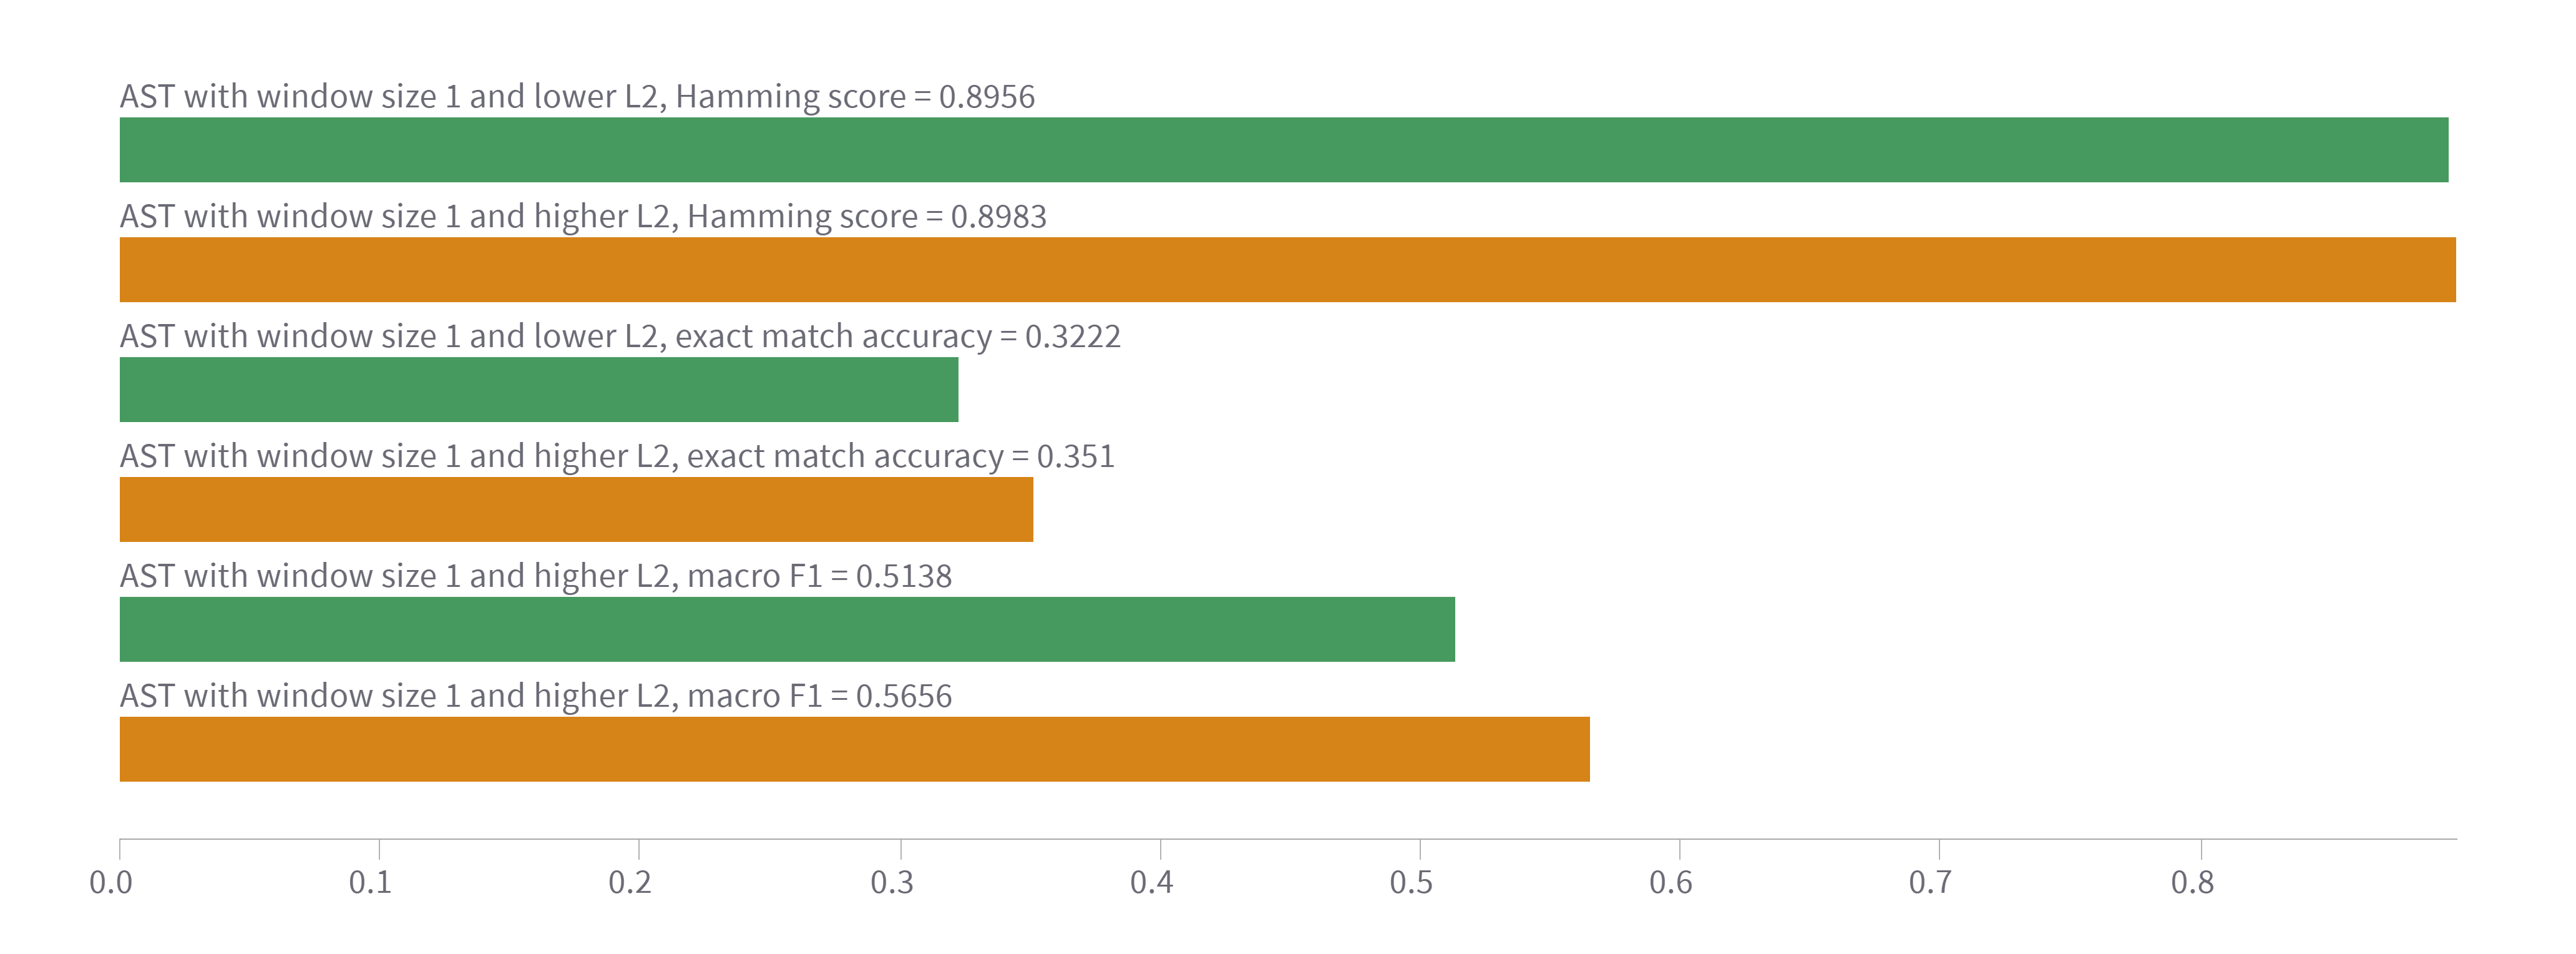 AST with window size 1 and lower L2, Hamming score = 0.8956
AST with window size 1 and higher L2, Hamming score = 0.8983
AST with window size 1 and lower L2, exact match accuracy = 0.3222
AST with window size 1 and higher L2, exact match accuracy = 0.351
AST with window size 1 and higher L2, macro F1 = 0.5138
AST with window size 1 and higher L2, macro F1 = 0.5656
0.0 0.1 0.2 0.3 0.4 0.5 0.6 0.7 0.8